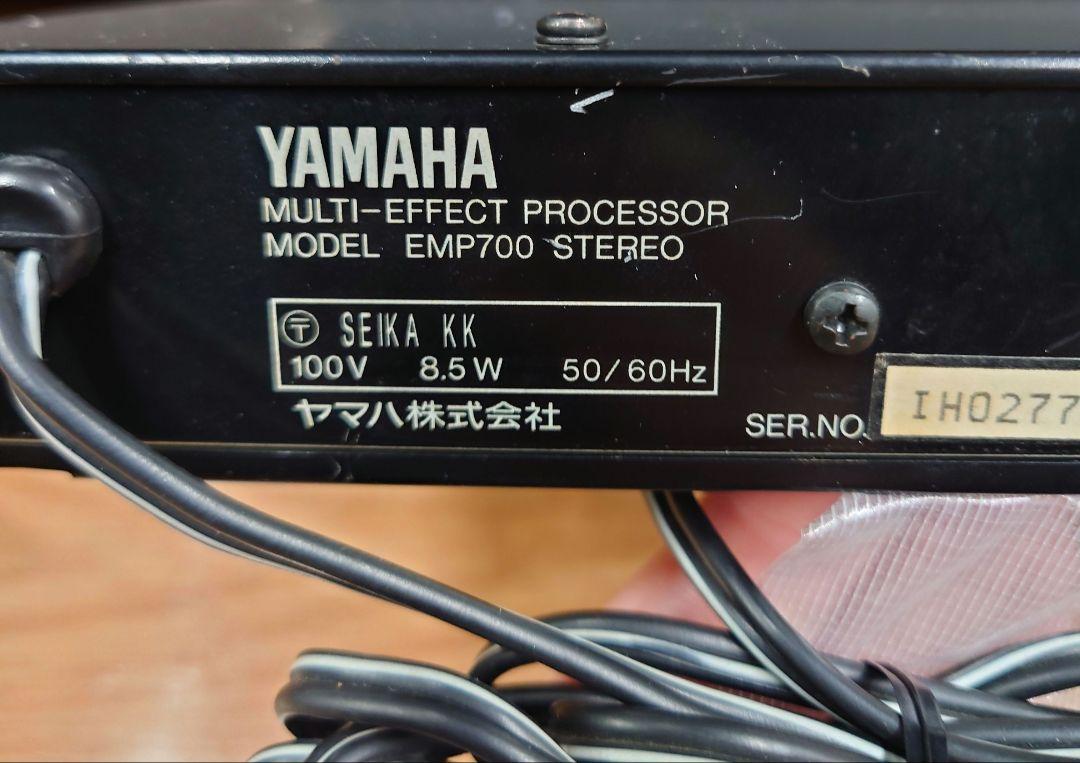 YAMAHA
MULTI-EFFECT PROCESSOR
MODEL EMP700 STEREO
〶 SEIKA KK
100V 8.5W 50/60Hz
ヤマハ株式会社
SER.NO. IH0277